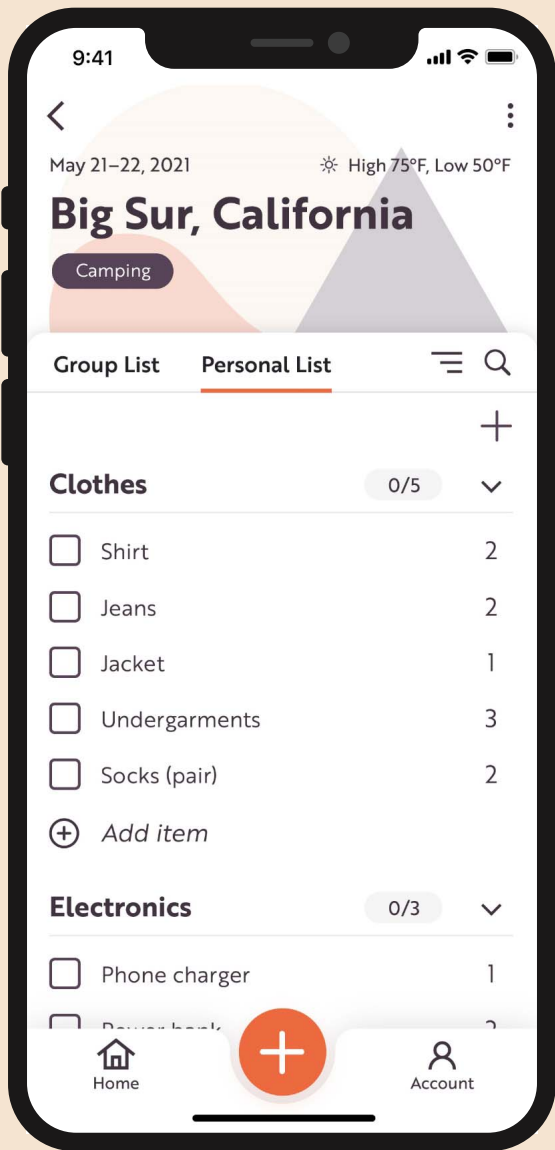 9:41
May 21–22, 2021 High 75°F, Low 50°F
Big Sur, California
Camping
Group List Personal List
Clothes 0/5
Shirt 2
Jeans 2
Jacket 1
Undergarments 3
Socks (pair) 2
Add item
Electronics 0/3
Phone charger 1
Power bank
Home Account